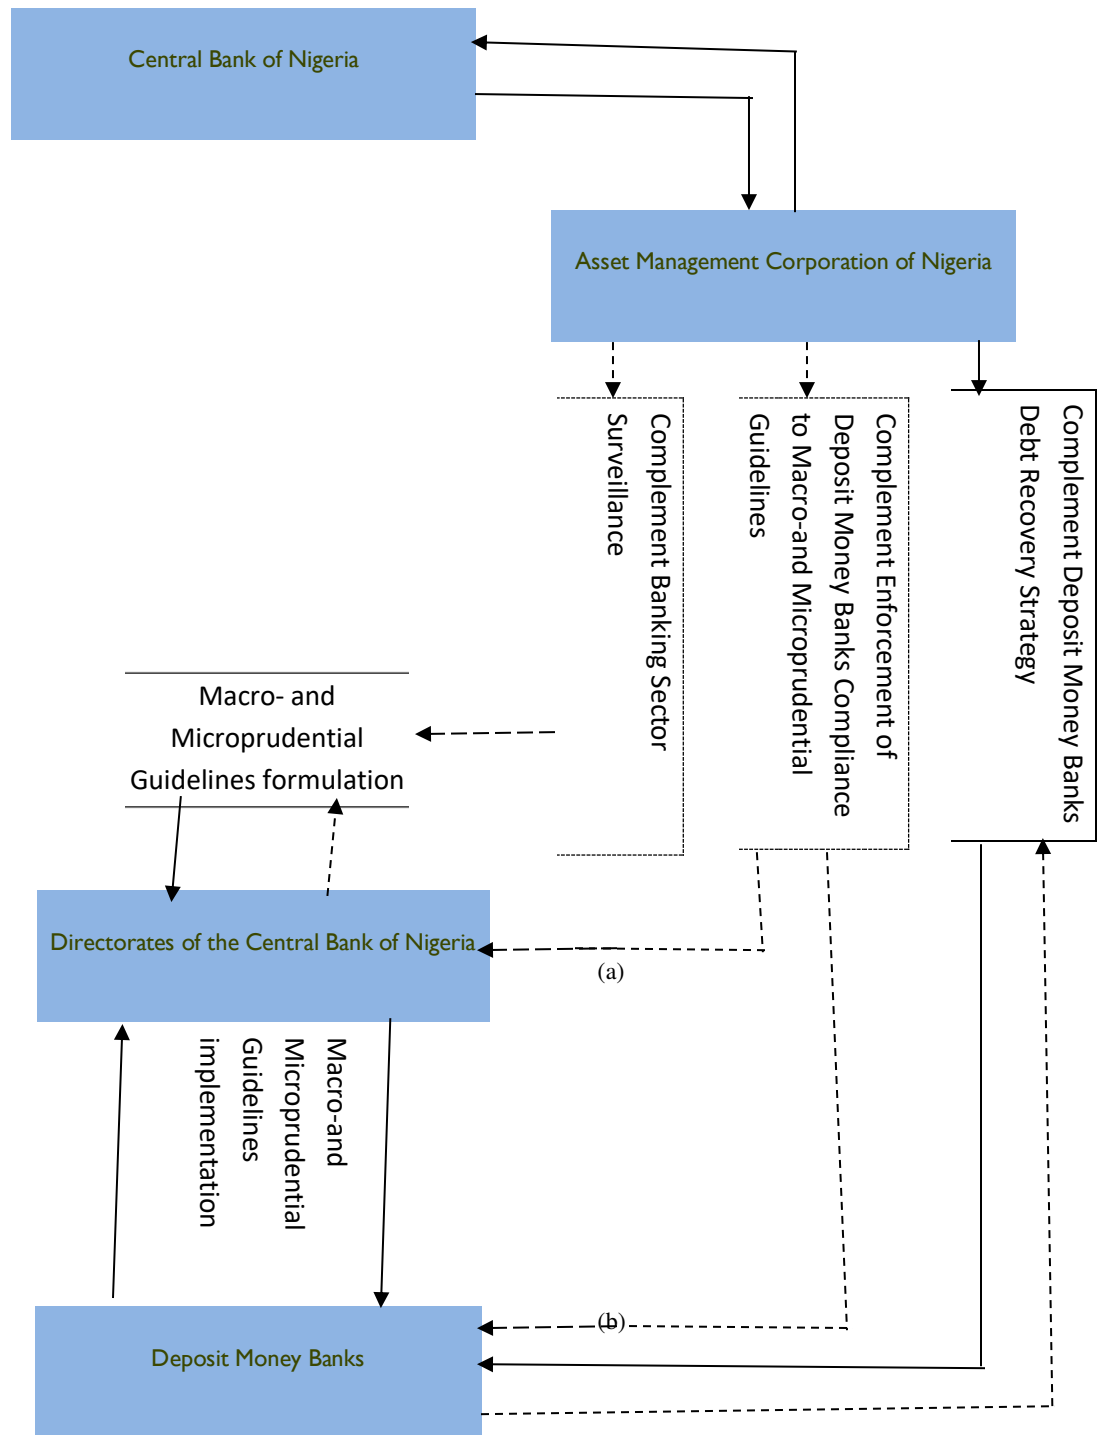 Central Bank of Nigeria
Asset Management Corporation of Nigeria
Complement Banking Sector
Surveillance
Complement Enforcement of
Deposit Money Banks Compliance
to Macro-and Microprudential
Guidelines
Complement Deposit Money Banks
Debt Recovery Strategy
Macro- and
Microprudential
Guidelines formulation
Directorates of the Central Bank of Nigeria
(a)
Macro-and
Microprudential
Guidelines
implementation
(b)
Deposit Money Banks